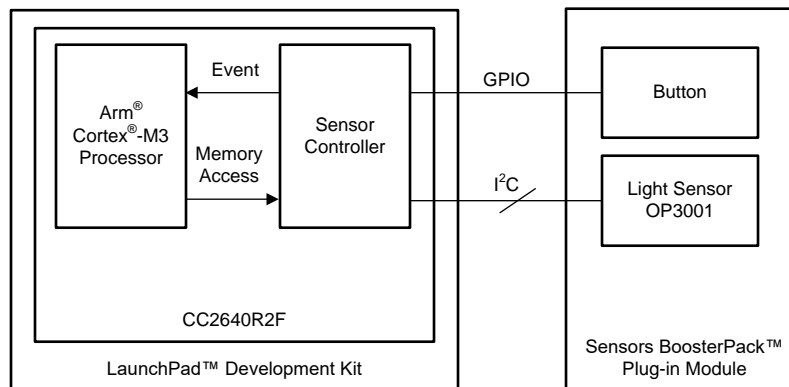 Arm®
Cortex®-M3
Processor
Event
Memory
Access
Sensor
Controller
GPIO
I²C
Button
Light Sensor
OP3001
CC2640R2F
LaunchPad™ Development Kit
Sensors BoosterPack™
Plug-in Module